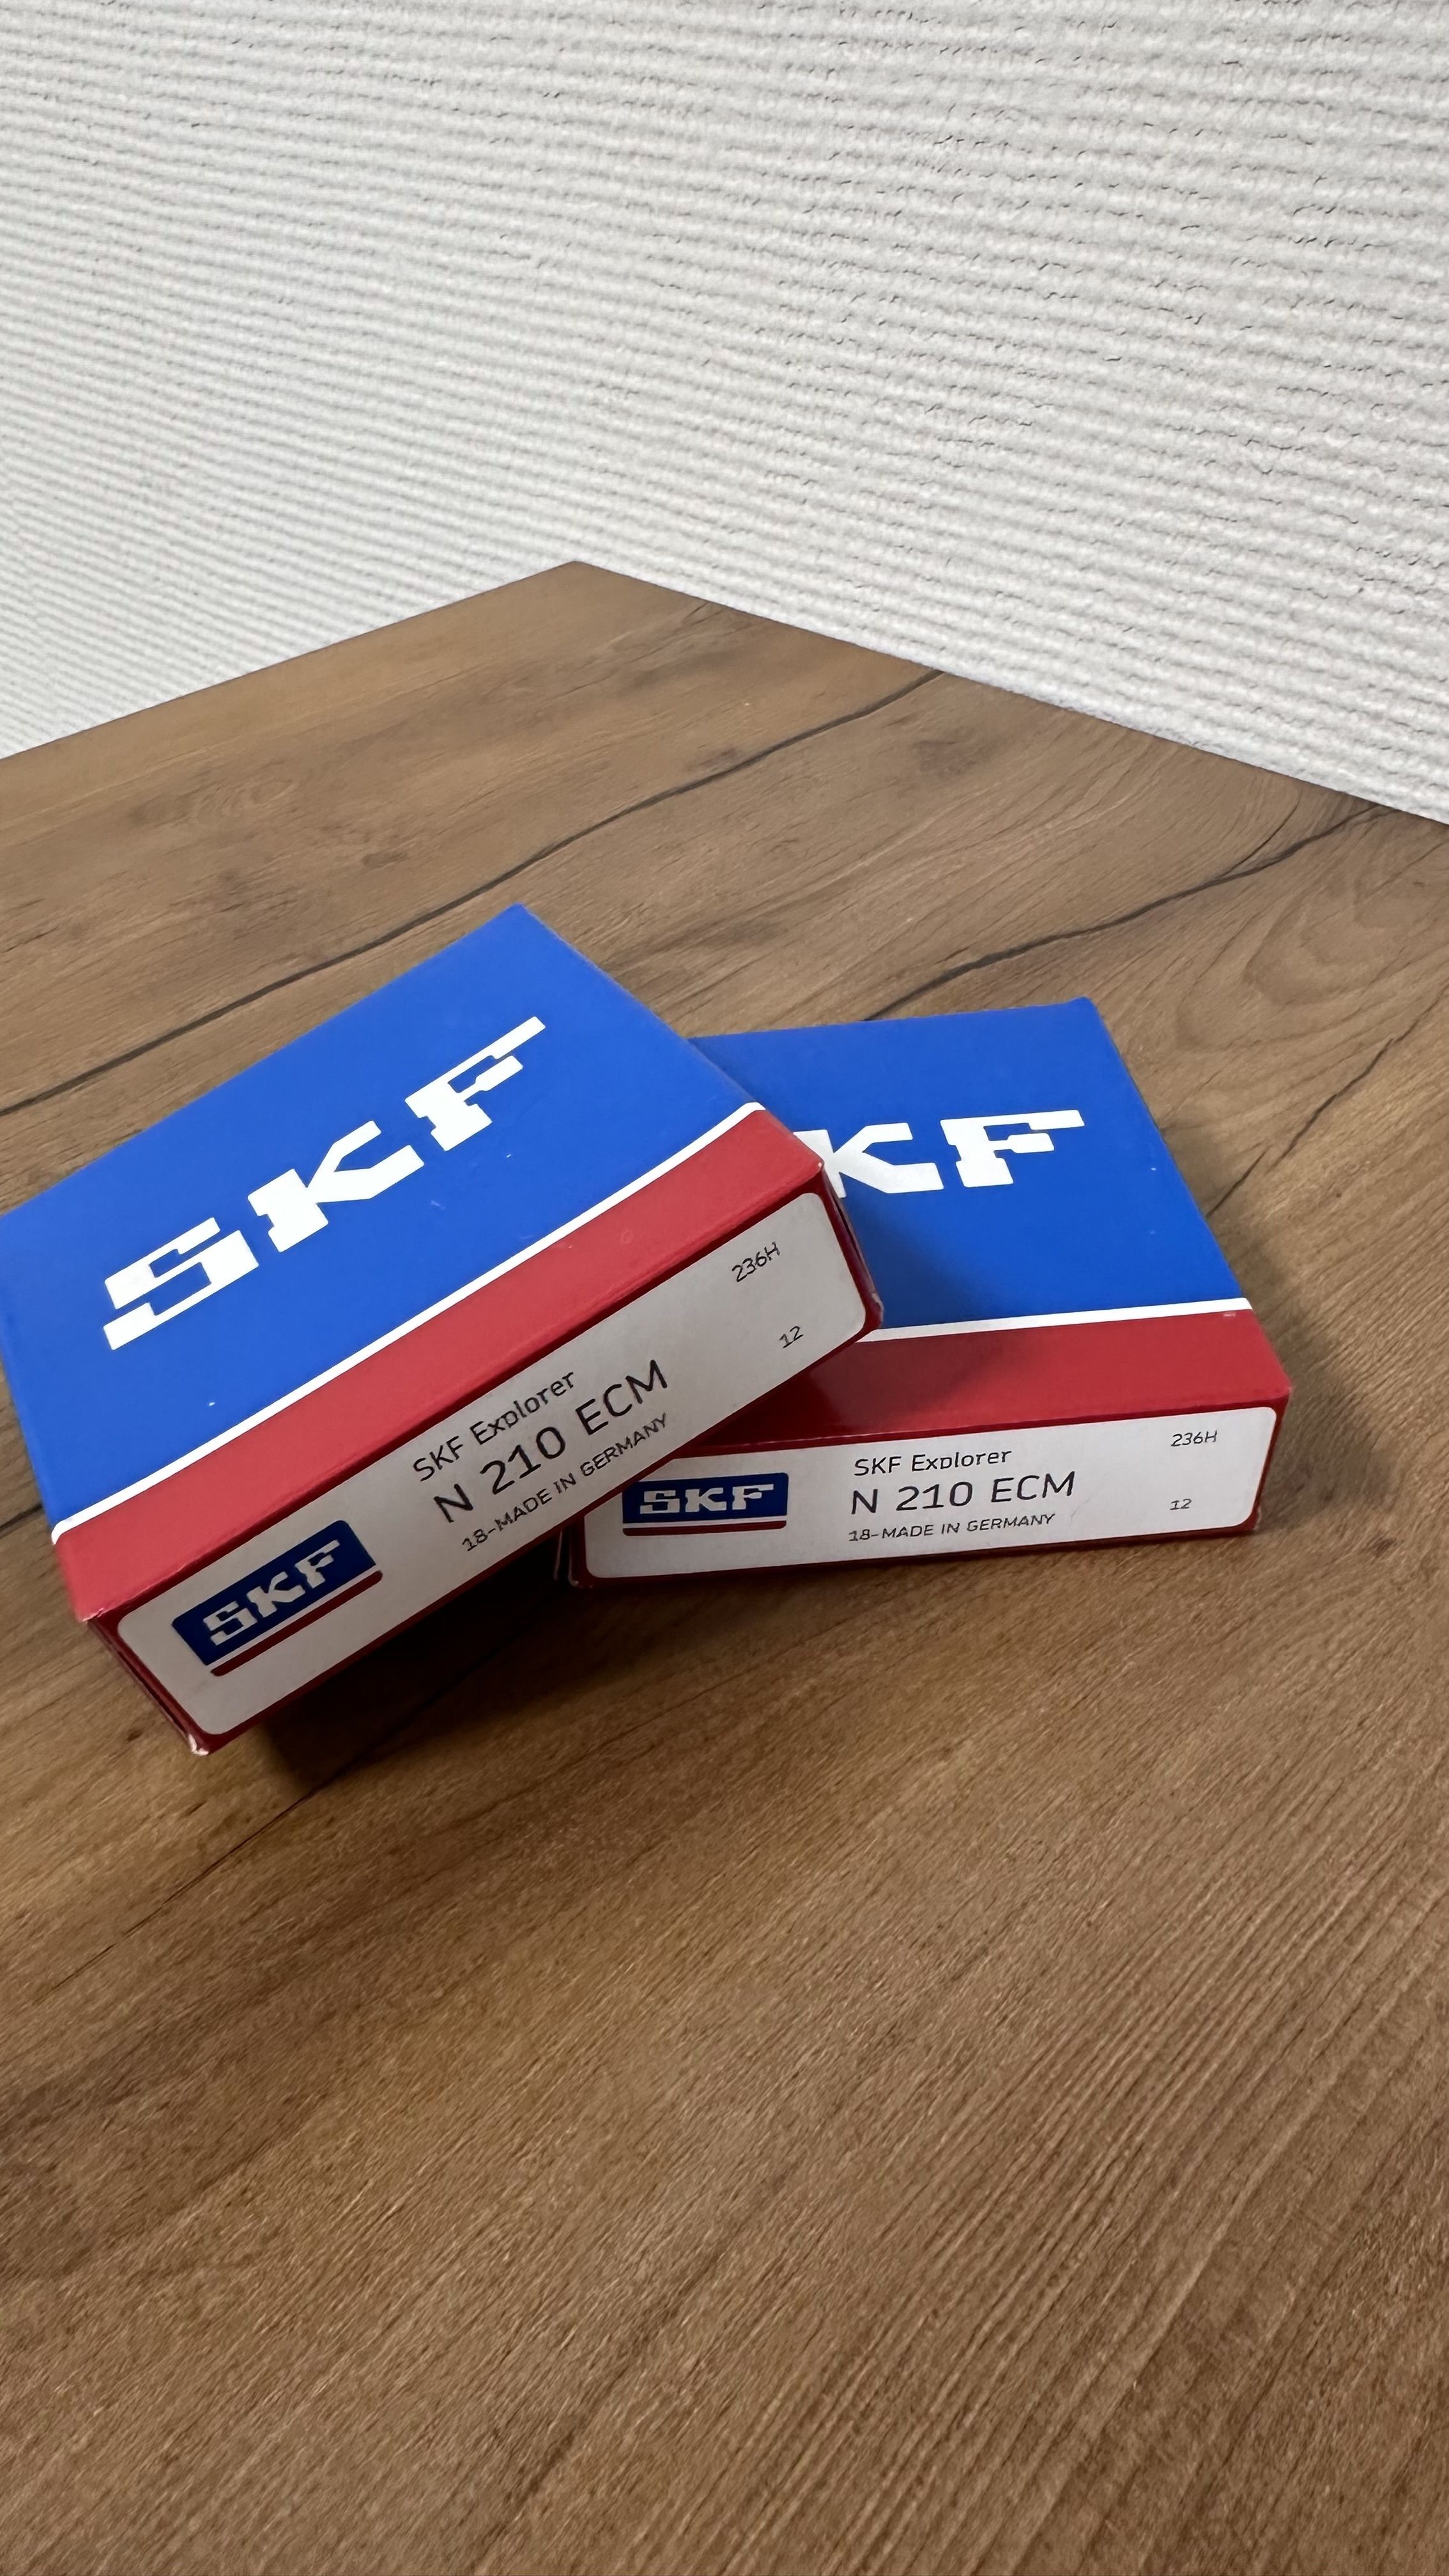 SKF
SKF
SKF Explorer
N 210 ECM
18-MADE IN GERMANY
236H
12
KF
SKF
SKF Explorer
N 210 ECM
18-MADE IN GERMANY
236H
12